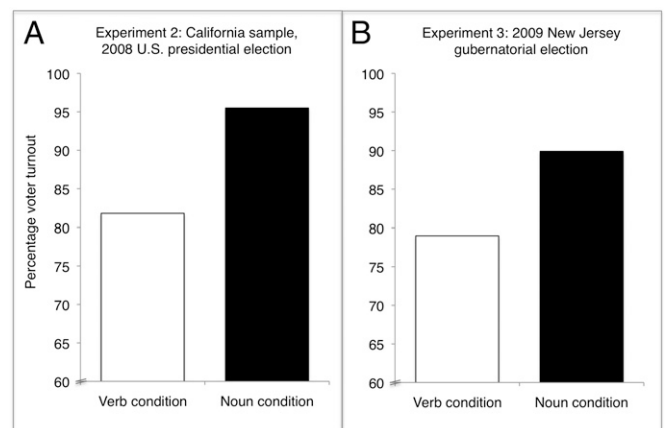 A
Experiment 2: California sample,
2008 U.S. presidential election
Percentage voter turnout
100
95
90
85
80
75
70
65
60
Verb condition
Noun condition
B
Experiment 3: 2009 New Jersey
gubernatorial election
100
95
90
85
80
75
70
65
60
Verb condition
Noun condition